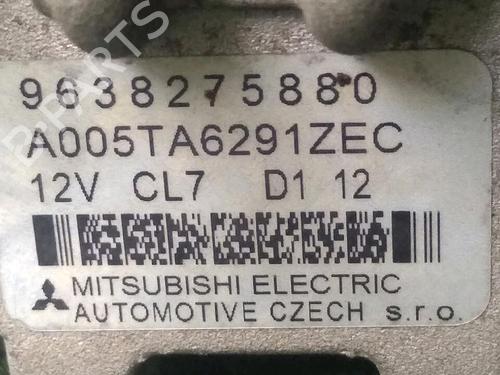 9638275880
A005TA6291ZEC
12V CL7 D1 12
MITSUBISHI ELECTRIC
AUTOMOTIVE CZECH s.r.o.